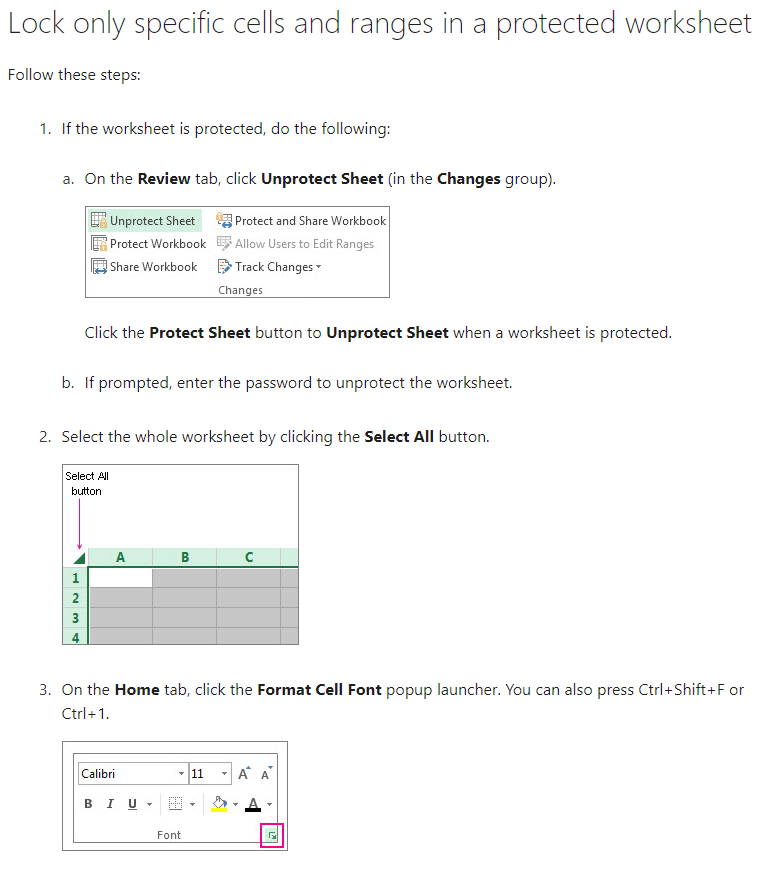 Lock only specific cells and ranges in a protected worksheet
Follow these steps:
1. If the worksheet is protected, do the following:
a. On the Review tab, click Unprotect Sheet (in the Changes group).
Unprotect Sheet Protect and Share Workbook
Protect Workbook Allow Users to Edit Ranges
Share Workbook Track Changes
Changes
Click the Protect Sheet button to Unprotect Sheet when a worksheet is protected.
b. If prompted, enter the password to unprotect the worksheet.
2. Select the whole worksheet by clicking the Select All button.
Select All
button
A B C
1
2
3
4
3. On the Home tab, click the Format Cell Font popup launcher. You can also press Ctrl+Shift+F or
Ctrl+1.
Calibri 11 A A
B I U A
Font